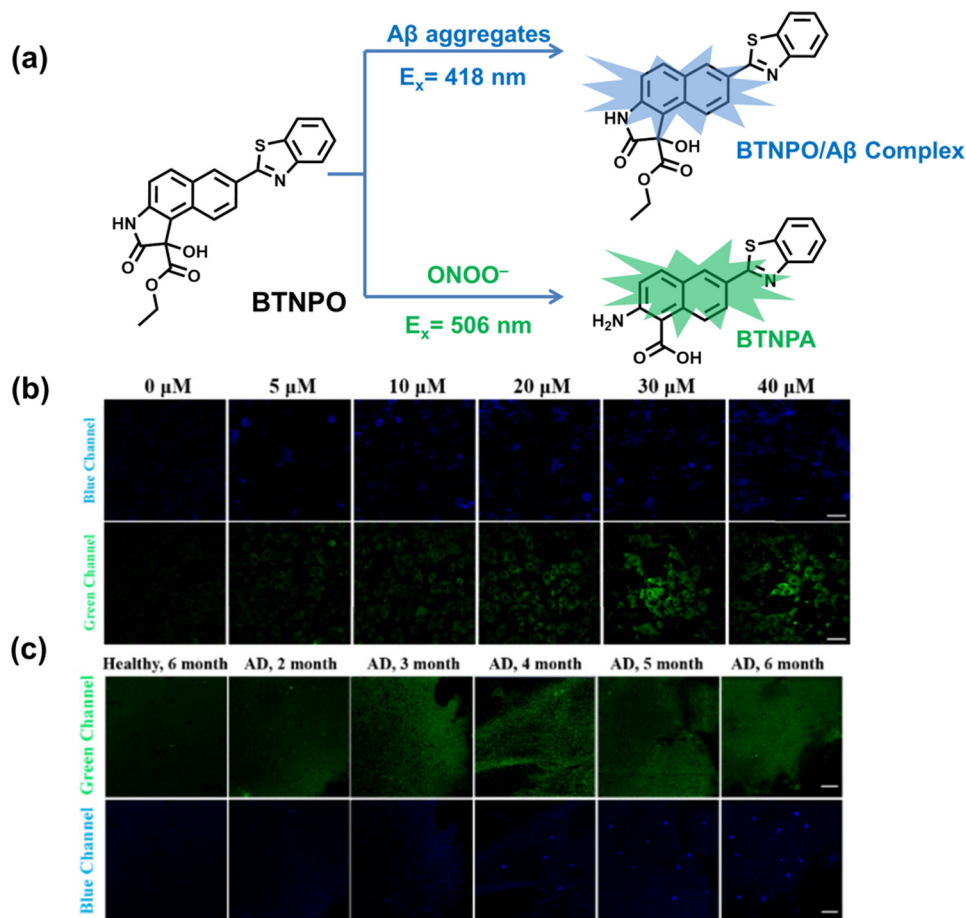 (a)
Aβ aggregates
Eₓ= 418 nm
S
N
HN
O
OH
O
O
BTNPO/Aβ Complex
S
N
HN
O
OH
O
O
BTNPO
ONOO⁻
Eₓ= 506 nm
S
N
H₂N
O
OH
BTNPA
(b)
0 μM 5 μM 10 μM 20 μM 30 μM 40 μM
Blue Channel
Green Channel
(c)
Healthy, 6 month AD, 2 month AD, 3 month AD, 4 month AD, 5 month AD, 6 month
Green Channel
Blue Channel